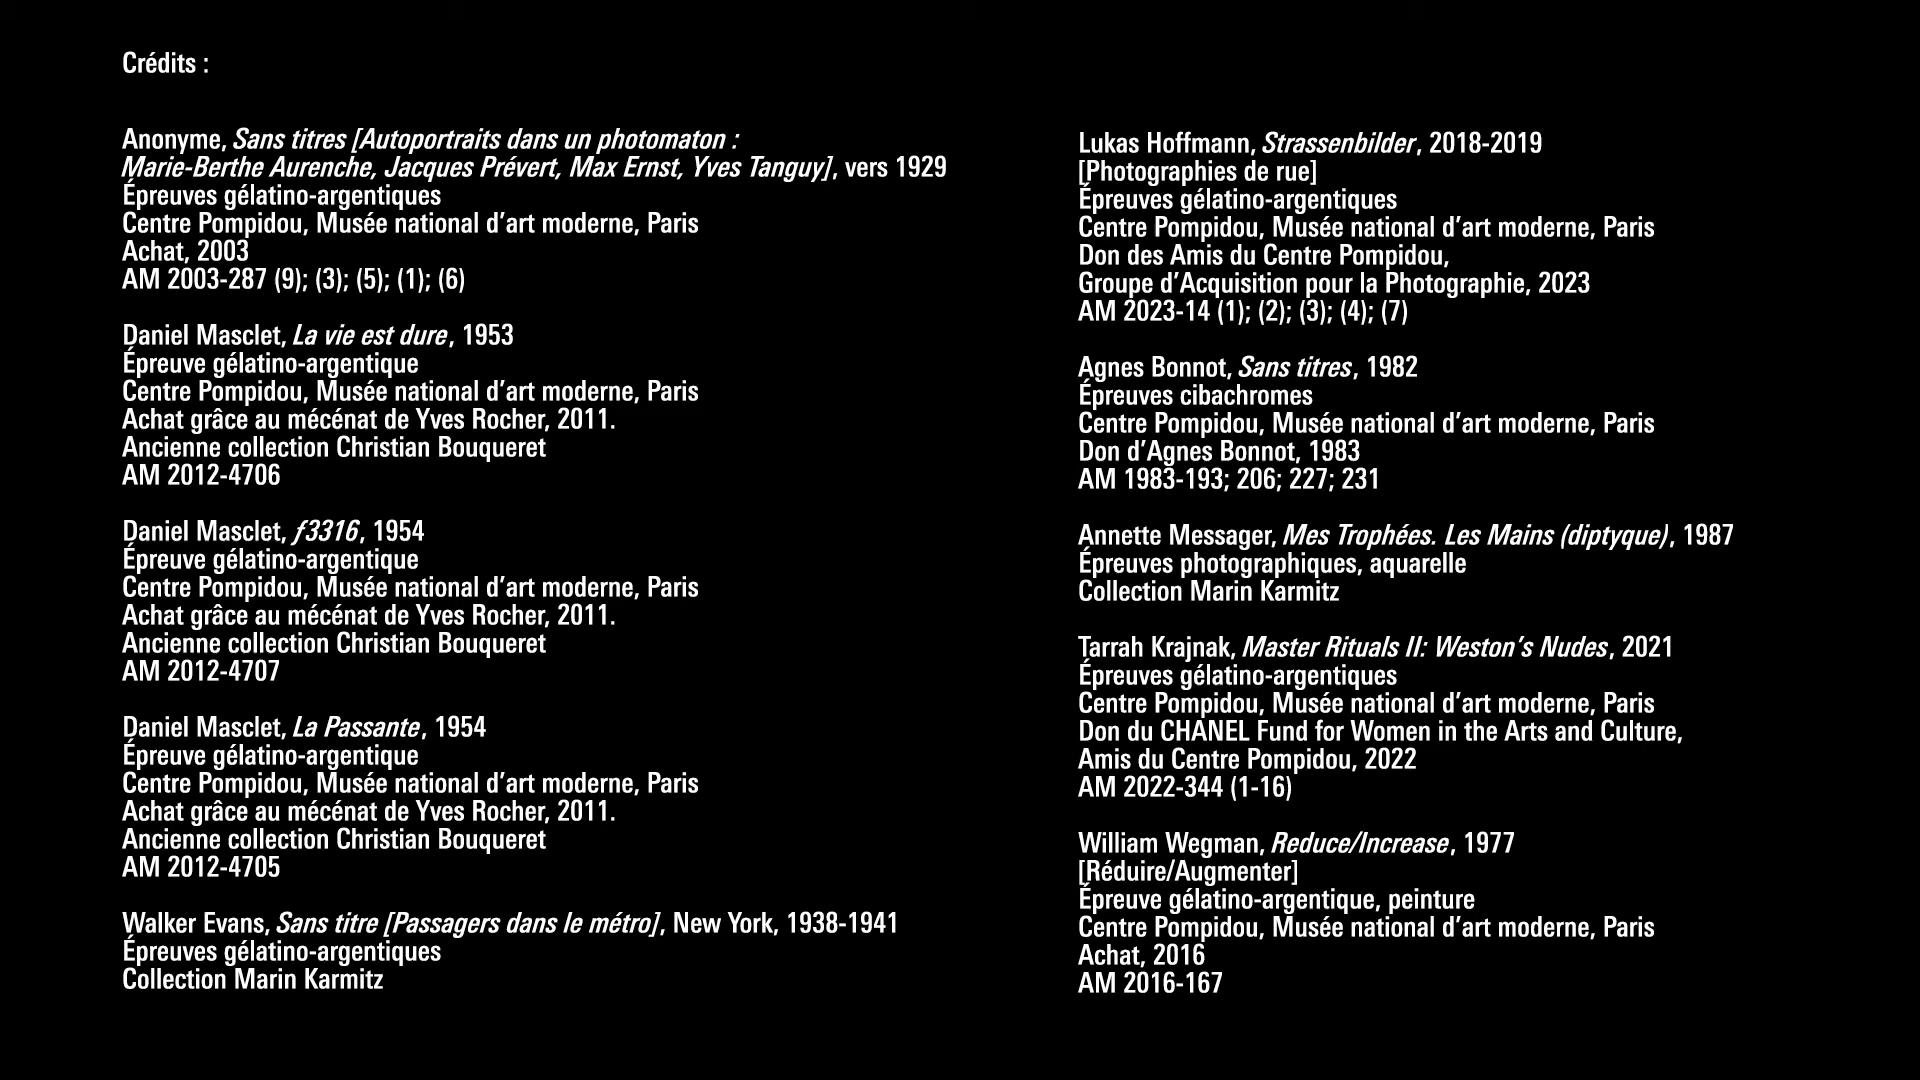 Crédits :
Anonyme, Sans titres [Autoportraits dans un photomaton :
Marie-Berthe Aurenche, Jacques Prévert, Max Ernst, Yves Tanguy], vers 1929
Épreuves gélatino-argentiques
Centre Pompidou, Musée national d’art moderne, Paris
Achat, 2003
AM 2003-287 (9); (3); (5); (1); (6)
Daniel Masclet, La vie est dure, 1953
Épreuve gélatino-argentique
Centre Pompidou, Musée national d’art moderne, Paris
Achat grâce au mécénat de Yves Rocher, 2011.
Ancienne collection Christian Bouqueret
AM 2012-4706
Daniel Masclet, ƒ3316, 1954
Épreuve gélatino-argentique
Centre Pompidou, Musée national d’art moderne, Paris
Achat grâce au mécénat de Yves Rocher, 2011.
Ancienne collection Christian Bouqueret
AM 2012-4707
Daniel Masclet, La Passante, 1954
Épreuve gélatino-argentique
Centre Pompidou, Musée national d’art moderne, Paris
Achat grâce au mécénat de Yves Rocher, 2011.
Ancienne collection Christian Bouqueret
AM 2012-4705
Walker Evans, Sans titre [Passagers dans le métro], New York, 1938-1941
Épreuves gélatino-argentiques
Collection Marin Karmitz
Lukas Hoffmann, Strassenbilder, 2018-2019
[Photographies de rue]
Épreuves gélatino-argentiques
Centre Pompidou, Musée national d’art moderne, Paris
Don des Amis du Centre Pompidou,
Groupe d’Acquisition pour la Photographie, 2023
AM 2023-14 (1); (2); (3); (4); (7)
Agnes Bonnot, Sans titres, 1982
Épreuves cibachromes
Centre Pompidou, Musée national d’art moderne, Paris
Don d’Agnes Bonnot, 1983
AM 1983-193; 206; 227; 231
Annette Messager, Mes Trophées. Les Mains (diptyque), 1987
Épreuves photographiques, aquarelle
Collection Marin Karmitz
Tarrah Krajnak, Master Rituals II: Weston’s Nudes, 2021
Épreuves gélatino-argentiques
Centre Pompidou, Musée national d’art moderne, Paris
Don du CHANEL Fund for Women in the Arts and Culture,
Amis du Centre Pompidou, 2022
AM 2022-344 (1-16)
William Wegman, Reduce/Increase, 1977
[Réduire/Augmenter]
Épreuve gélatino-argentique, peinture
Centre Pompidou, Musée national d’art moderne, Paris
Achat, 2016
AM 2016-167